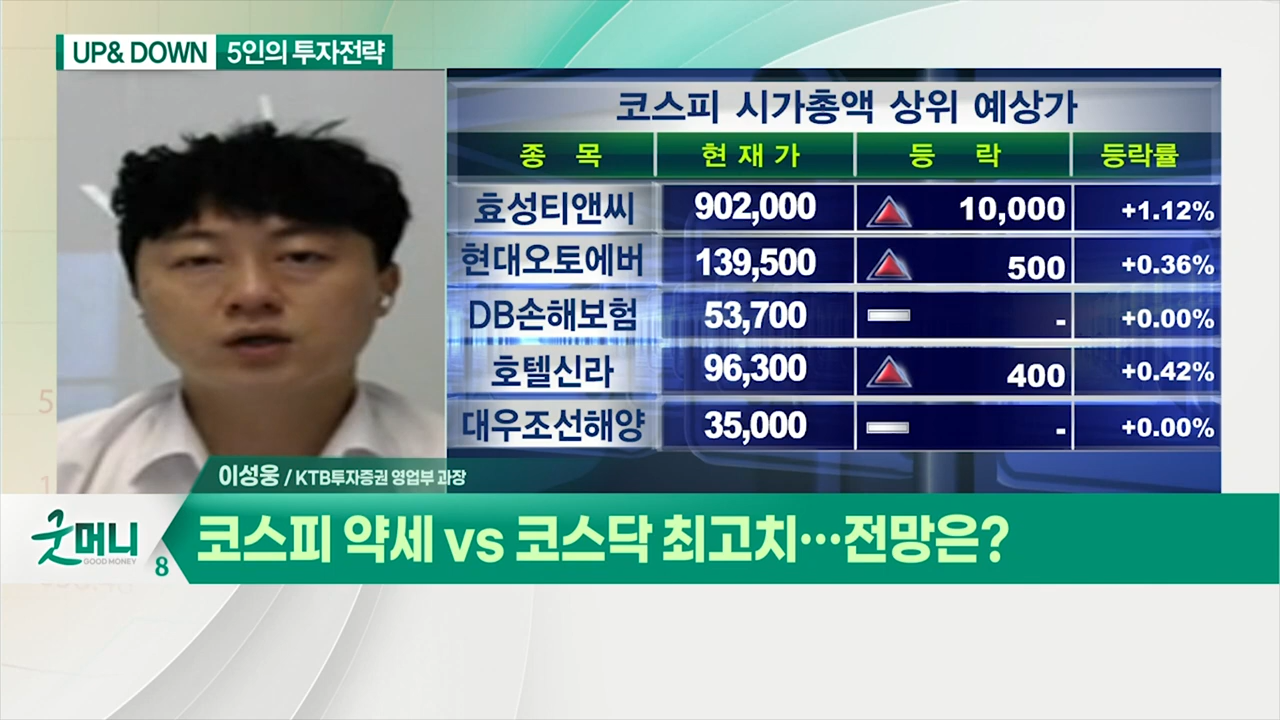 UP& DOWN 5인의 투자전략
코스피 시가총액 상위 예상가
종 목 현 재 가 등 락 등락률
효성티앤씨 902,000 ▲ 10,000 +1.12%
현대오토에버 139,500 ▲ 500 +0.36%
DB손해보험 53,700 - +0.00%
호텔신라 96,300 ▲ 400 +0.42%
대우조선해양 35,000 - +0.00%
이성웅 / KTB투자증권 영업부 과장
굿머니
GOOD MONEY
8
코스피 약세 vs 코스닥 최고치…전망은?